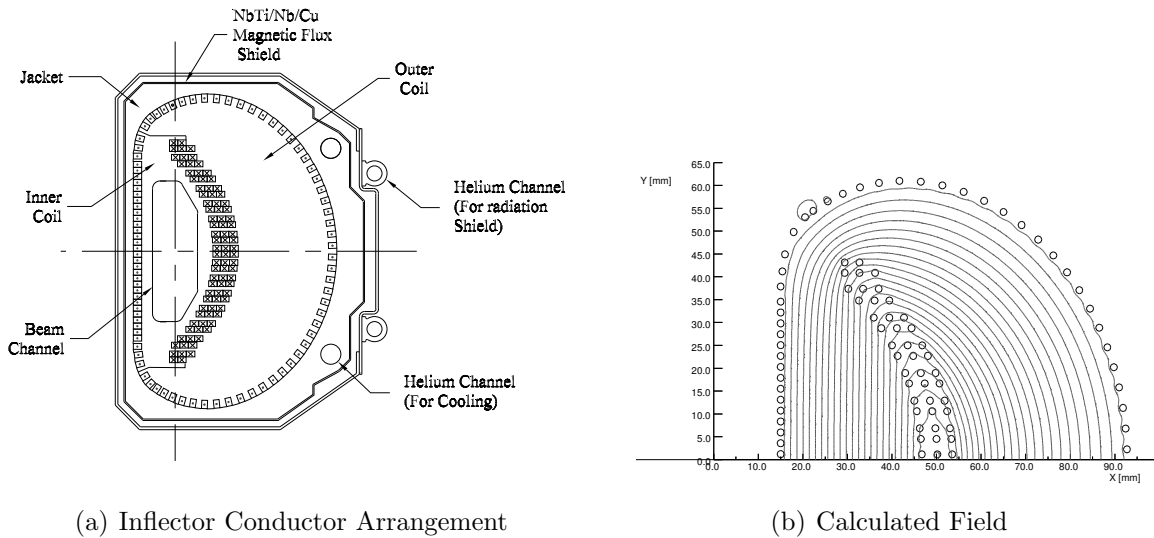 NbTi/Nb/Cu
Magnetic Flux
Shield
Jacket
Outer
Coil
Inner
Coil
Helium Channel
(For radiation
Shield)
Beam
Channel
Helium Channel
(For Cooling)
(a) Inflector Conductor Arrangement
65.0
Y [mm]
60.0
55.0
50.0
45.0
40.0
35.0
30.0
25.0
20.0
15.0
10.0
5.0
0.0
0.0 10.0 20.0 30.0 40.0 50.0 60.0 70.0 80.0 90.0
X [mm]
(b) Calculated Field